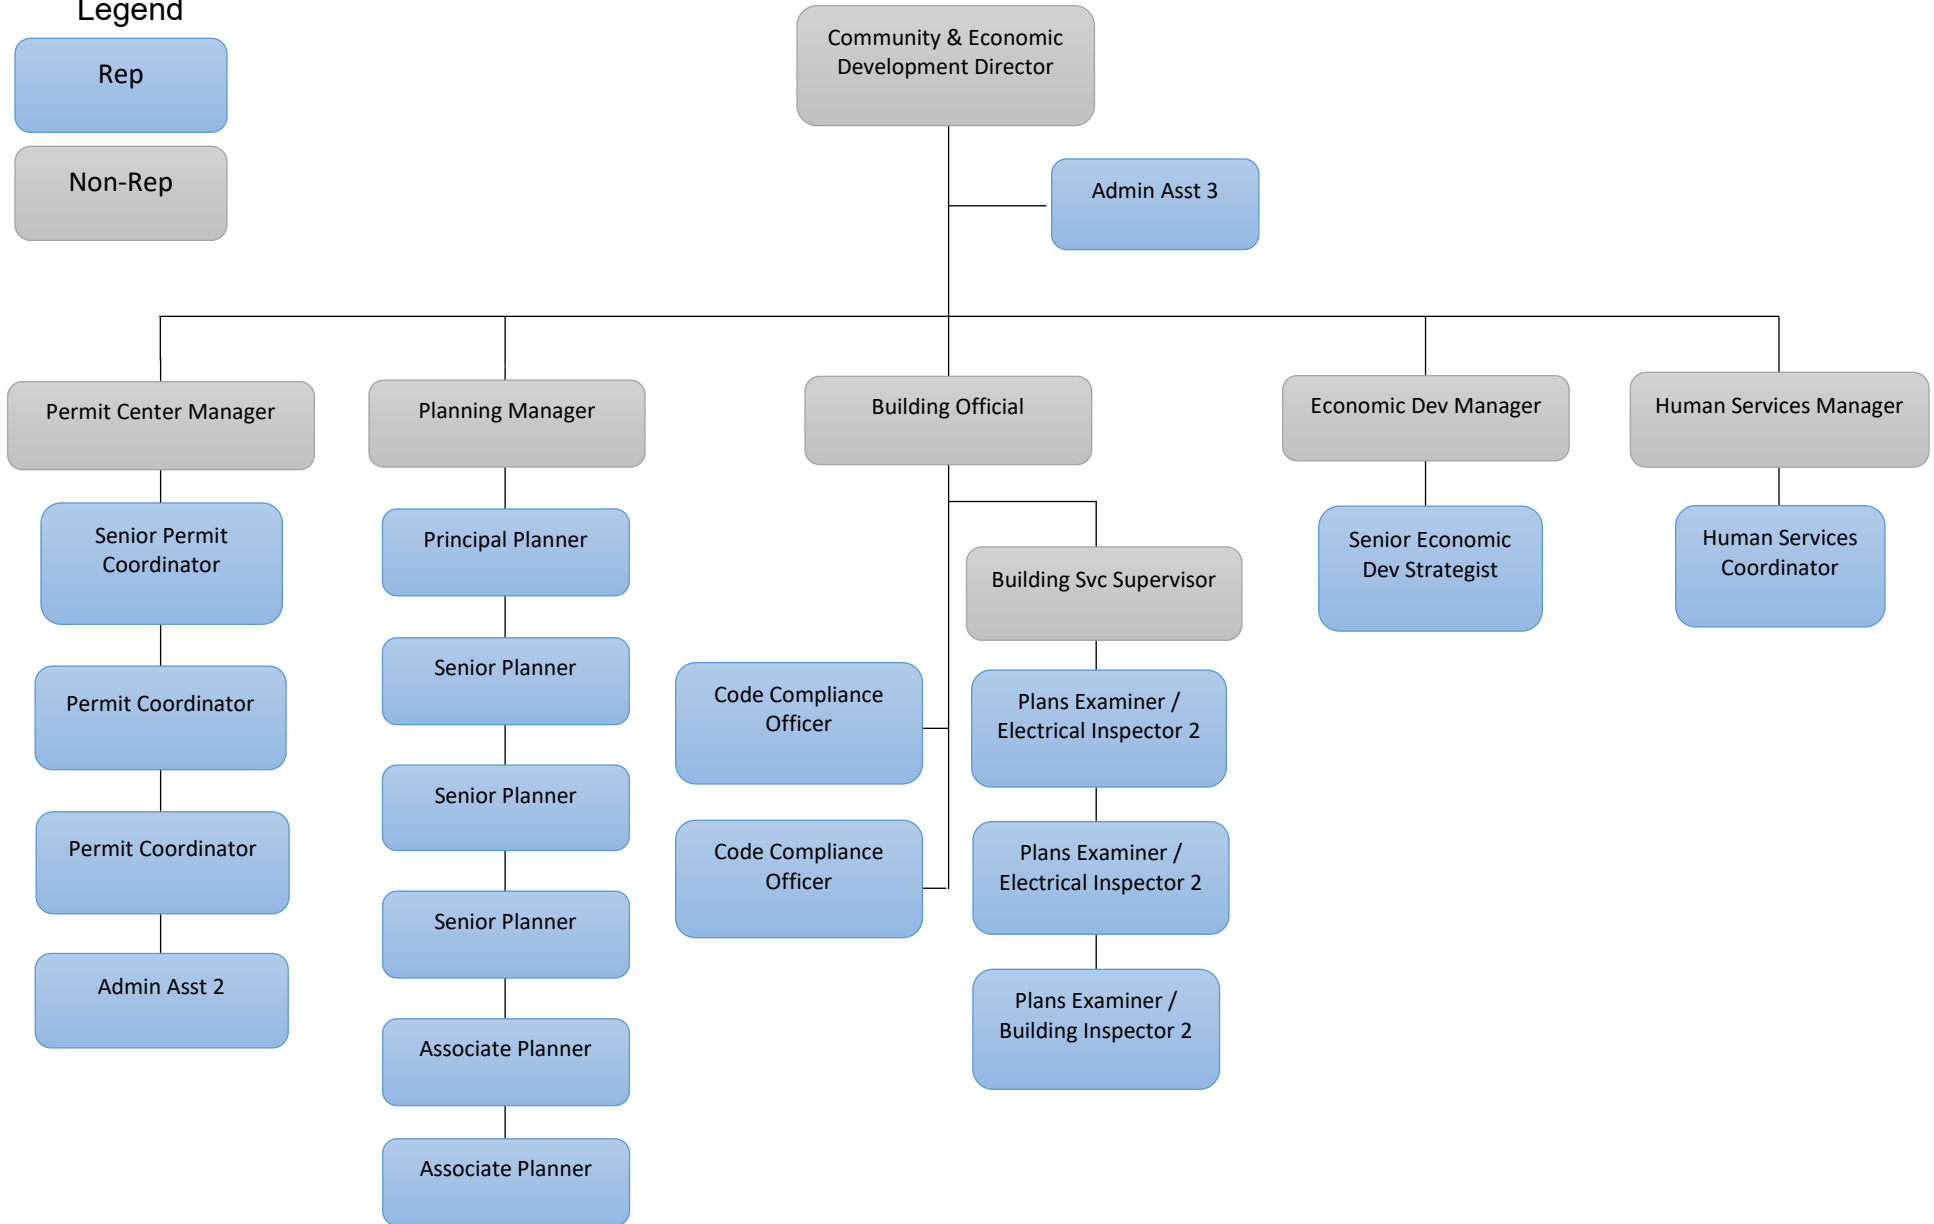 Legend
Rep
Non-Rep
Community & Economic
Development Director
Admin Asst 3
Permit Center Manager
Senior Permit
Coordinator
Permit Coordinator
Permit Coordinator
Admin Asst 2
Planning Manager
Principal Planner
Senior Planner
Senior Planner
Senior Planner
Associate Planner
Associate Planner
Building Official
Code Compliance
Officer
Code Compliance
Officer
Building Svc Supervisor
Plans Examiner /
Electrical Inspector 2
Plans Examiner /
Electrical Inspector 2
Plans Examiner /
Building Inspector 2
Economic Dev Manager
Senior Economic
Dev Strategist
Human Services Manager
Human Services
Coordinator